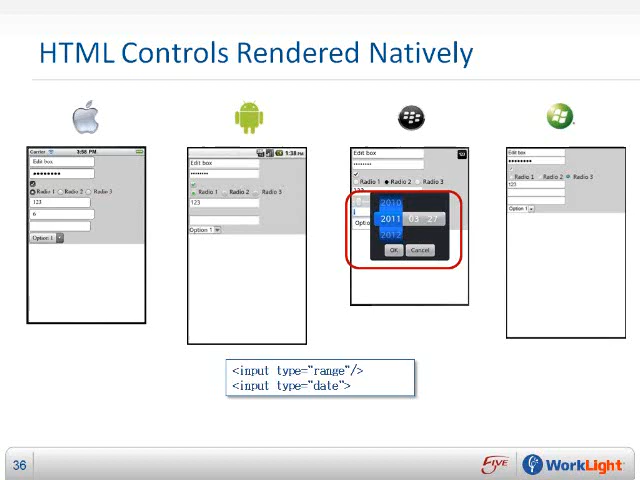 HTML Controls Rendered Natively
Carrier
3:58 PM
Edit box
Radio 1
Radio 2
Radio 3
123
6
Option 1
1:38 PM
Edit box
Radio 1
Radio 2
Radio 3
123
Option 1
Edit box
Radio 1
Radio 2
Radio 3
2010
2011 03 27
2012
OK
Cancel
Edit box
Radio 1
Radio 2
Radio 3
123
Option 1
<input type="range"/>
<input type="date">
36
FIVE
WorkLight